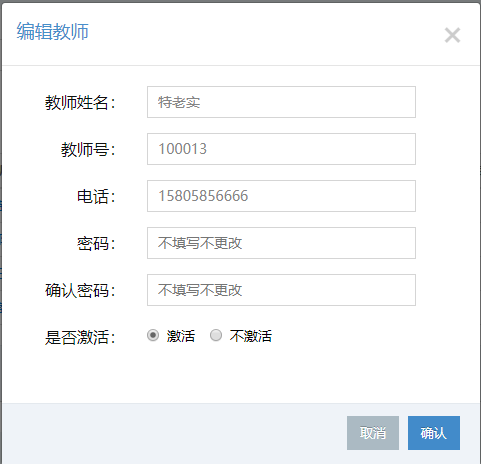 编辑教师
教师姓名： 特老实
教师号： 100013
电话： 15805856666
密码： 不填写不更改
确认密码： 不填写不更改
是否激活： 激活 不激活
取消 确认